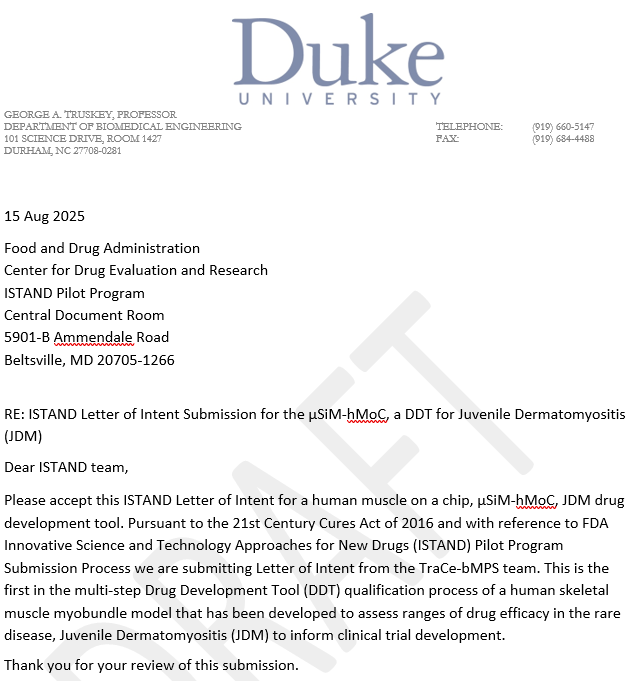 Duke
UNIVERSITY
GEORGE A. TRUSKEY, PROFESSOR
DEPARTMENT OF BIOMEDICAL ENGINEERING
101 SCIENCE DRIVE, ROOM 1427
DURHAM, NC 27708-0281
TELEPHONE: (919) 660-5147
FAX: (919) 684-4488
15 Aug 2025
Food and Drug Administration
Center for Drug Evaluation and Research
ISTAND Pilot Program
Central Document Room
5901-B Ammendale Road
Beltsville, MD 20705-1266
RE: ISTAND Letter of Intent Submission for the µSiM-hMoC, a DDT for Juvenile Dermatomyositis
(JDM)
Dear ISTAND team,
Please accept this ISTAND Letter of Intent for a human muscle on a chip, µSiM-hMoC, JDM drug
development tool. Pursuant to the 21st Century Cures Act of 2016 and with reference to FDA
Innovative Science and Technology Approaches for New Drugs (ISTAND) Pilot Program
Submission Process we are submitting Letter of Intent from the TraCe-bMPS team. This is the
first in the multi-step Drug Development Tool (DDT) qualification process of a human skeletal
muscle myobundle model that has been developed to assess ranges of drug efficacy in the rare
disease, Juvenile Dermatomyositis (JDM) to inform clinical trial development.
Thank you for your review of this submission.
DRAFT